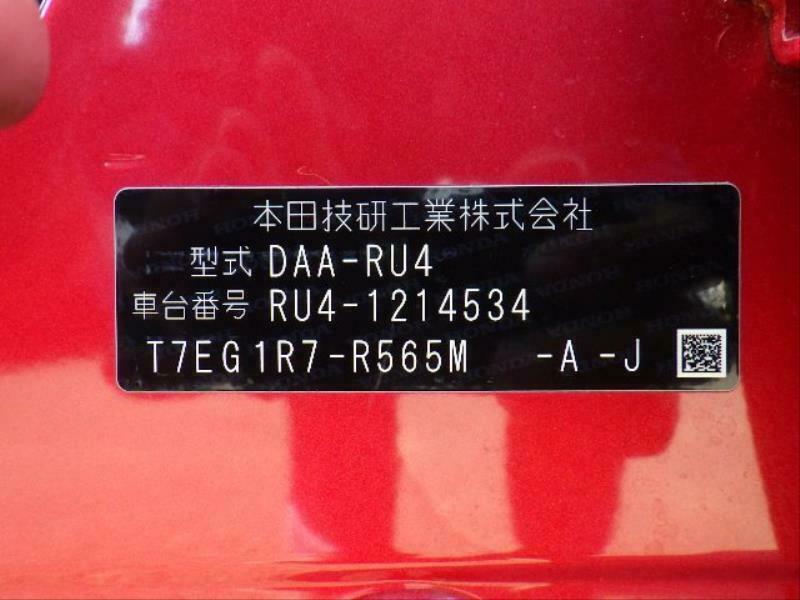 本田技研工業株式会社
型式 DAA-RU4
車台番号 RU4-1214534
T7EG1R7-R565M -A -J